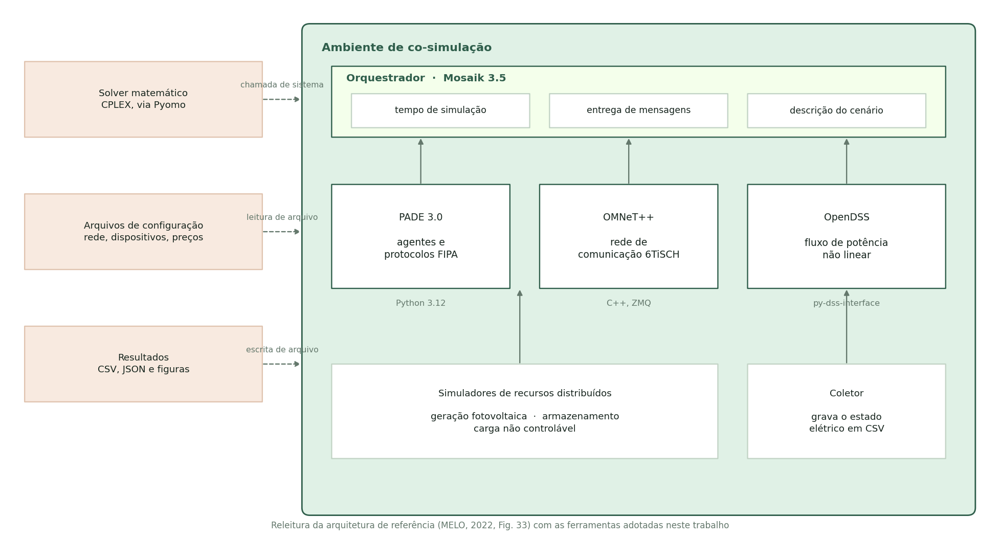 Ambiente de co-simulação
Orquestrador · Mosaik 3.5
tempo de simulação
entrega de mensagens
descrição do cenário
Solver matemático
CPLEX, via Pyomo
chamada de sistema
Arquivos de configuração
rede, dispositivos, preços
leitura de arquivo
PADE 3.0
agentes e
protocolos FIPA
Python 3.12
OMNeT++
rede de
comunicação 6TiSCH
C++, ZMQ
OpenDSS
fluxo de potência
não linear
py-dss-interface
Resultados
CSV, JSON e figuras
escrita de arquivo
Simuladores de recursos distribuídos
geração fotovoltaica · armazenamento
carga não controlável
Coletor
grava o estado
elétrico em CSV
Releitura da arquitetura de referência (MELO, 2022, Fig. 33) com as ferramentas adotadas neste trabalho